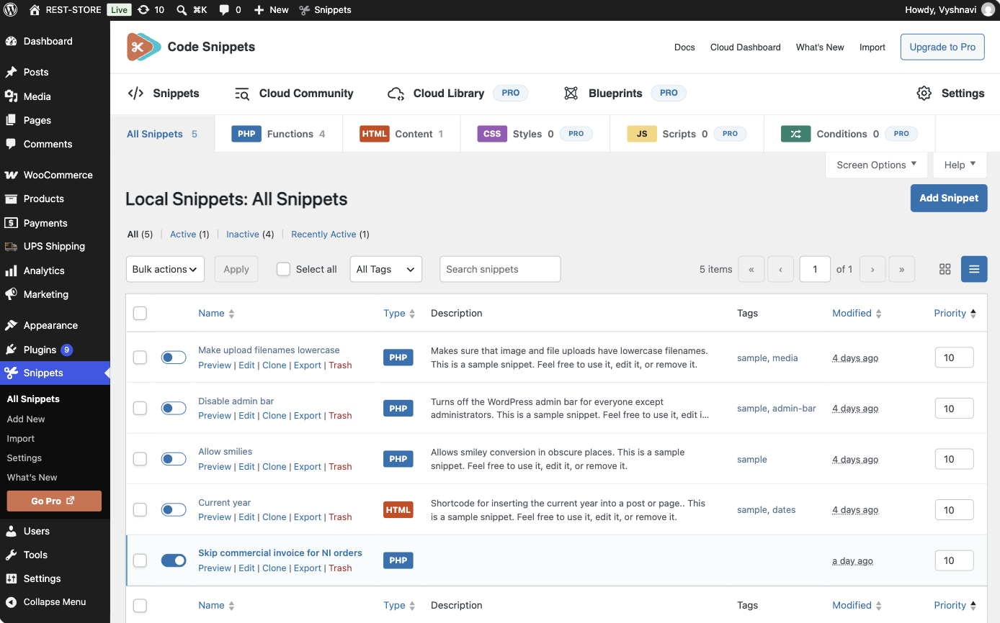 REST-STORE Live 10 ⌘K 0 New Snippets Howdy, Vyshnavi
Dashboard
Posts
Media
Pages
Comments
WooCommerce
Products
Payments
UPS Shipping
Analytics
Marketing
Appearance
Plugins 9
Snippets
All Snippets
Add New
Import
Settings
What's New
Go Pro
Users
Tools
Settings
Collapse Menu
Code Snippets Docs Cloud Dashboard What's New Import Upgrade to Pro
Snippets Cloud Community Cloud Library PRO Blueprints PRO Settings
All Snippets 5 PHP Functions 4 HTML Content 1 CSS Styles 0 PRO JS Scripts 0 PRO Conditions 0 PRO
Screen Options Help
Local Snippets: All Snippets Add Snippet
All (5) | Active (1) | Inactive (4) | Recently Active (1)
Bulk actions Apply Select all All Tags Search snippets 5 items « ‹ 1 of 1 › »
Name Type Description Tags Modified Priority
Make upload filenames lowercase
Preview | Edit | Clone | Export | Trash
PHP
Makes sure that image and file uploads have lowercase filenames.
This is a sample snippet. Feel free to use it, edit it, or remove it.
sample, media 4 days ago 10
Disable admin bar
Preview | Edit | Clone | Export | Trash
PHP
Turns off the WordPress admin bar for everyone except
administrators. This is a sample snippet. Feel free to use it, edit i...
sample, admin-bar 4 days ago 10
Allow smilies
Preview | Edit | Clone | Export | Trash
PHP
Allows smiley conversion in obscure places. This is a sample
snippet. Feel free to use it, edit it, or remove it.
sample 4 days ago 10
Current year
Preview | Edit | Clone | Export | Trash
HTML
Shortcode for inserting the current year into a post or page.. This
is a sample snippet. Feel free to use it, edit it, or remove it.
sample, dates 4 days ago 10
Skip commercial invoice for NI orders
Preview | Edit | Clone | Export | Trash
PHP
a day ago 10
Name Type Description Tags Modified Priority